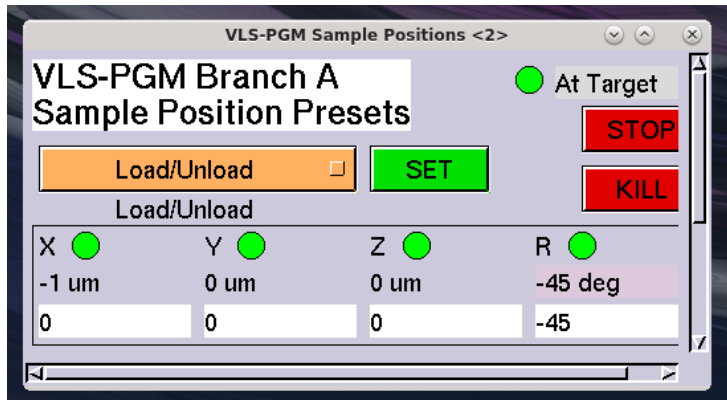 VLS-PGM Sample Positions <2>
VLS-PGM Branch A
Sample Position Presets
At Target
STOP
Load/Unload
SET
KILL
Load/Unload
X Y Z R
-1 um 0 um 0 um -45 deg
0 0 0 -45